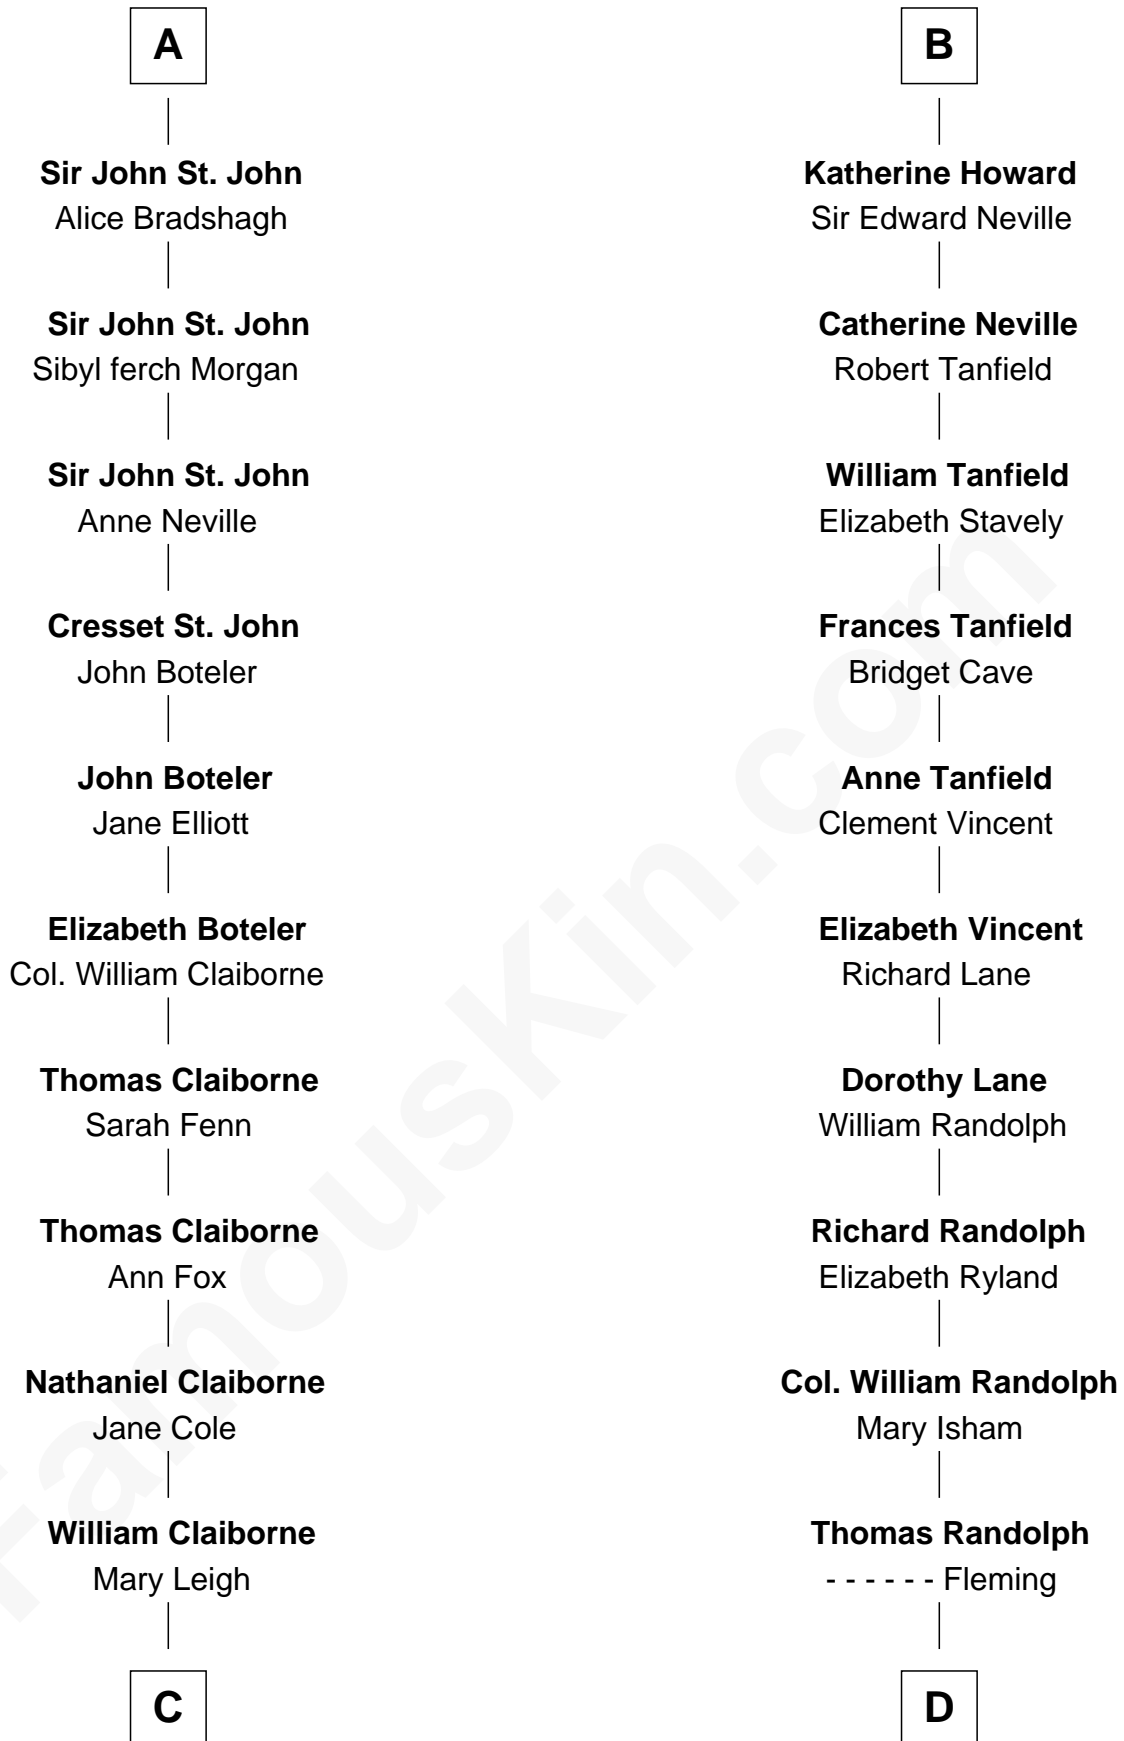 A
Sir John St. John
Alice Bradshagh
Sir John St. John
Sibyl ferch Morgan
Sir John St. John
Anne Neville
Cresset St. John
John Boteler
John Boteler
Jane Elliott
Elizabeth Boteler
Col. William Claiborne
Thomas Claiborne
Sarah Fenn
Thomas Claiborne
Ann Fox
Nathaniel Claiborne
Jane Cole
William Claiborne
Mary Leigh
C
B
Katherine Howard
Sir Edward Neville
Catherine Neville
Robert Tanfield
William Tanfield
Elizabeth Stavely
Frances Tanfield
Bridget Cave
Anne Tanfield
Clement Vincent
Elizabeth Vincent
Richard Lane
Dorothy Lane
William Randolph
Richard Randolph
Elizabeth Ryland
Col. William Randolph
Mary Isham
Thomas Randolph
- - - - - - Fleming
D
FamousKin.com